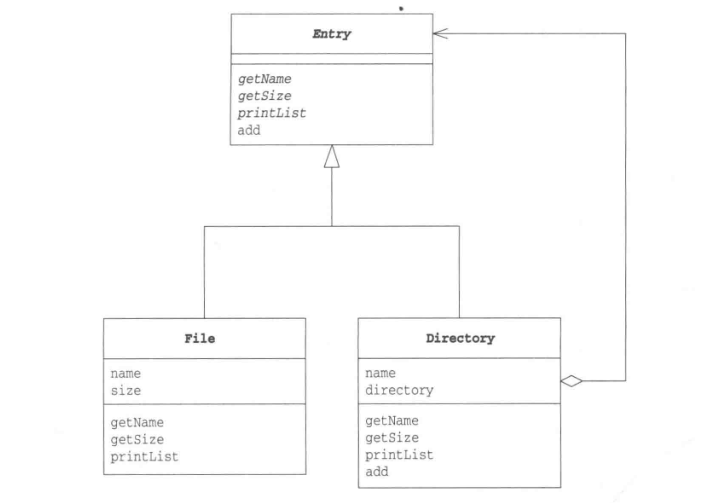 Entry
getName
getSize
printList
add
File
name
size
getName
getSize
printList
Directory
name
directory
getName
getSize
printList
add